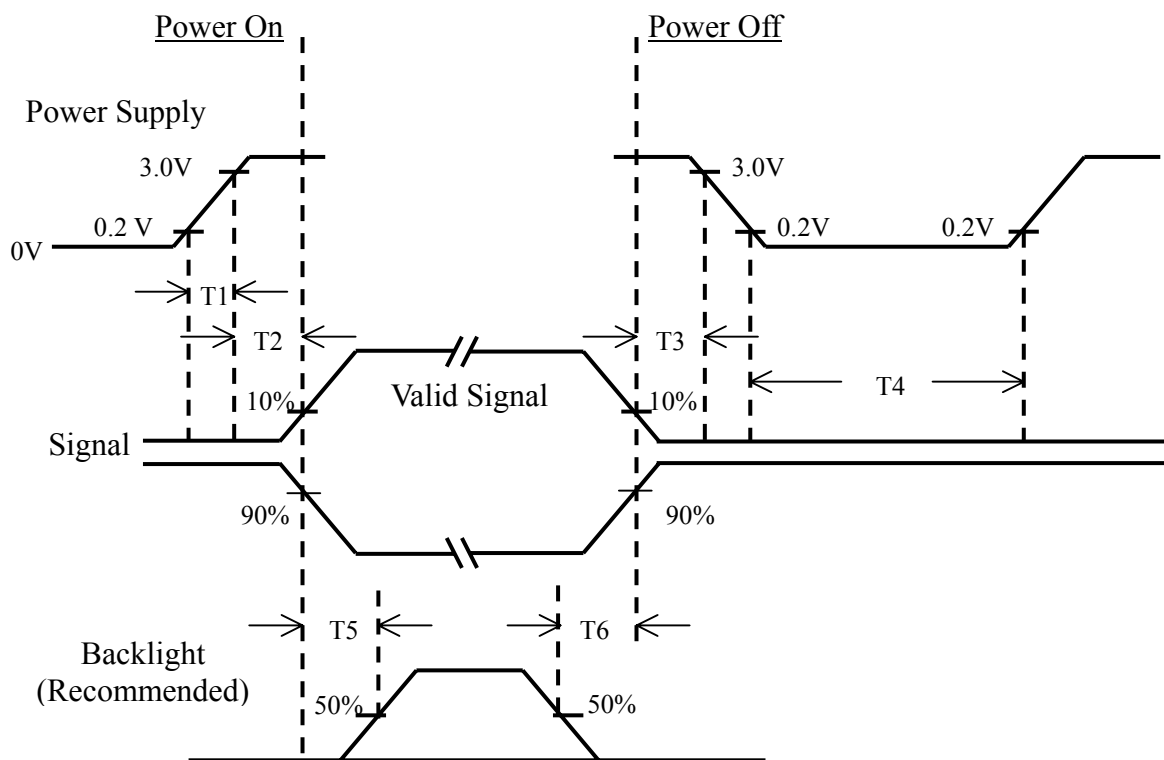 Power On
Power Off
Power Supply
3.0V
3.0V
0.2 V
0.2V
0.2V
0V
T1
T2
T3
T4
10%
Valid Signal
10%
Signal
90%
90%
T5
T6
Backlight
(Recommended)
50%
50%